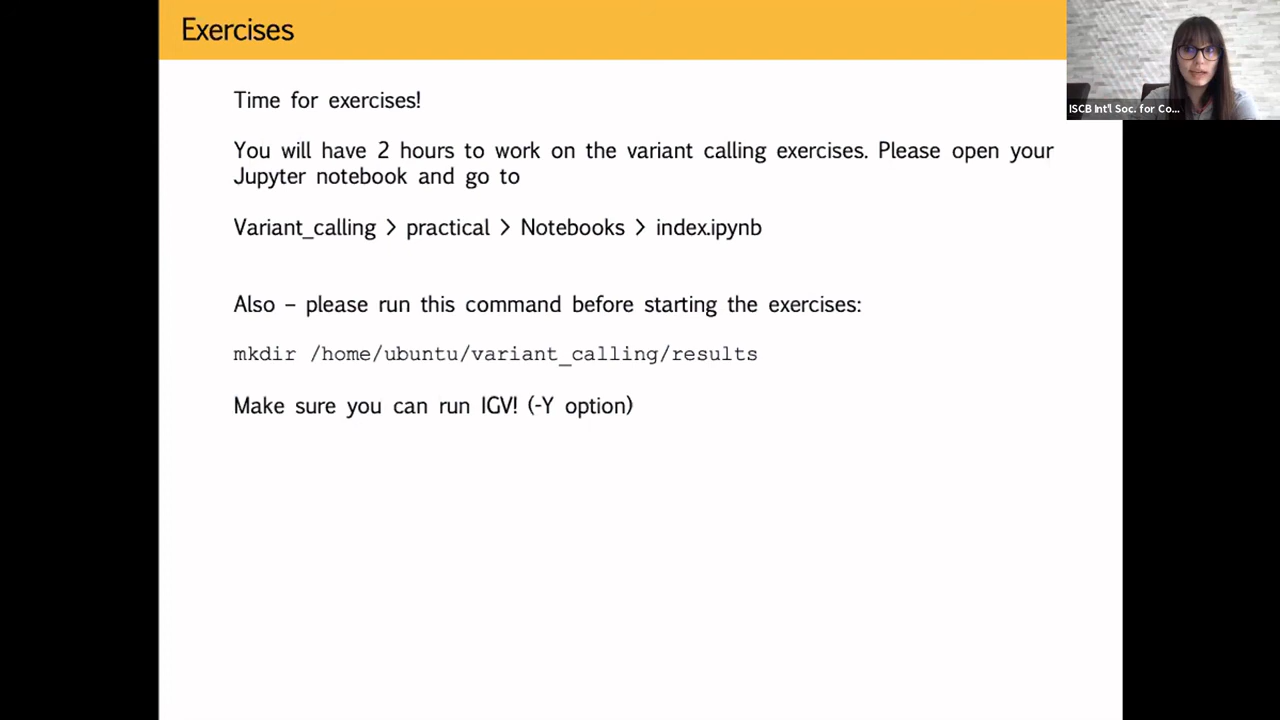 Exercises
ISCB Int'l Soc. for Co...
Time for exercises!
You will have 2 hours to work on the variant calling exercises. Please open your
Jupyter notebook and go to
Variant_calling > practical > Notebooks > index.ipynb
Also – please run this command before starting the exercises:
mkdir /home/ubuntu/variant_calling/results
Make sure you can run IGV! (-Y option)